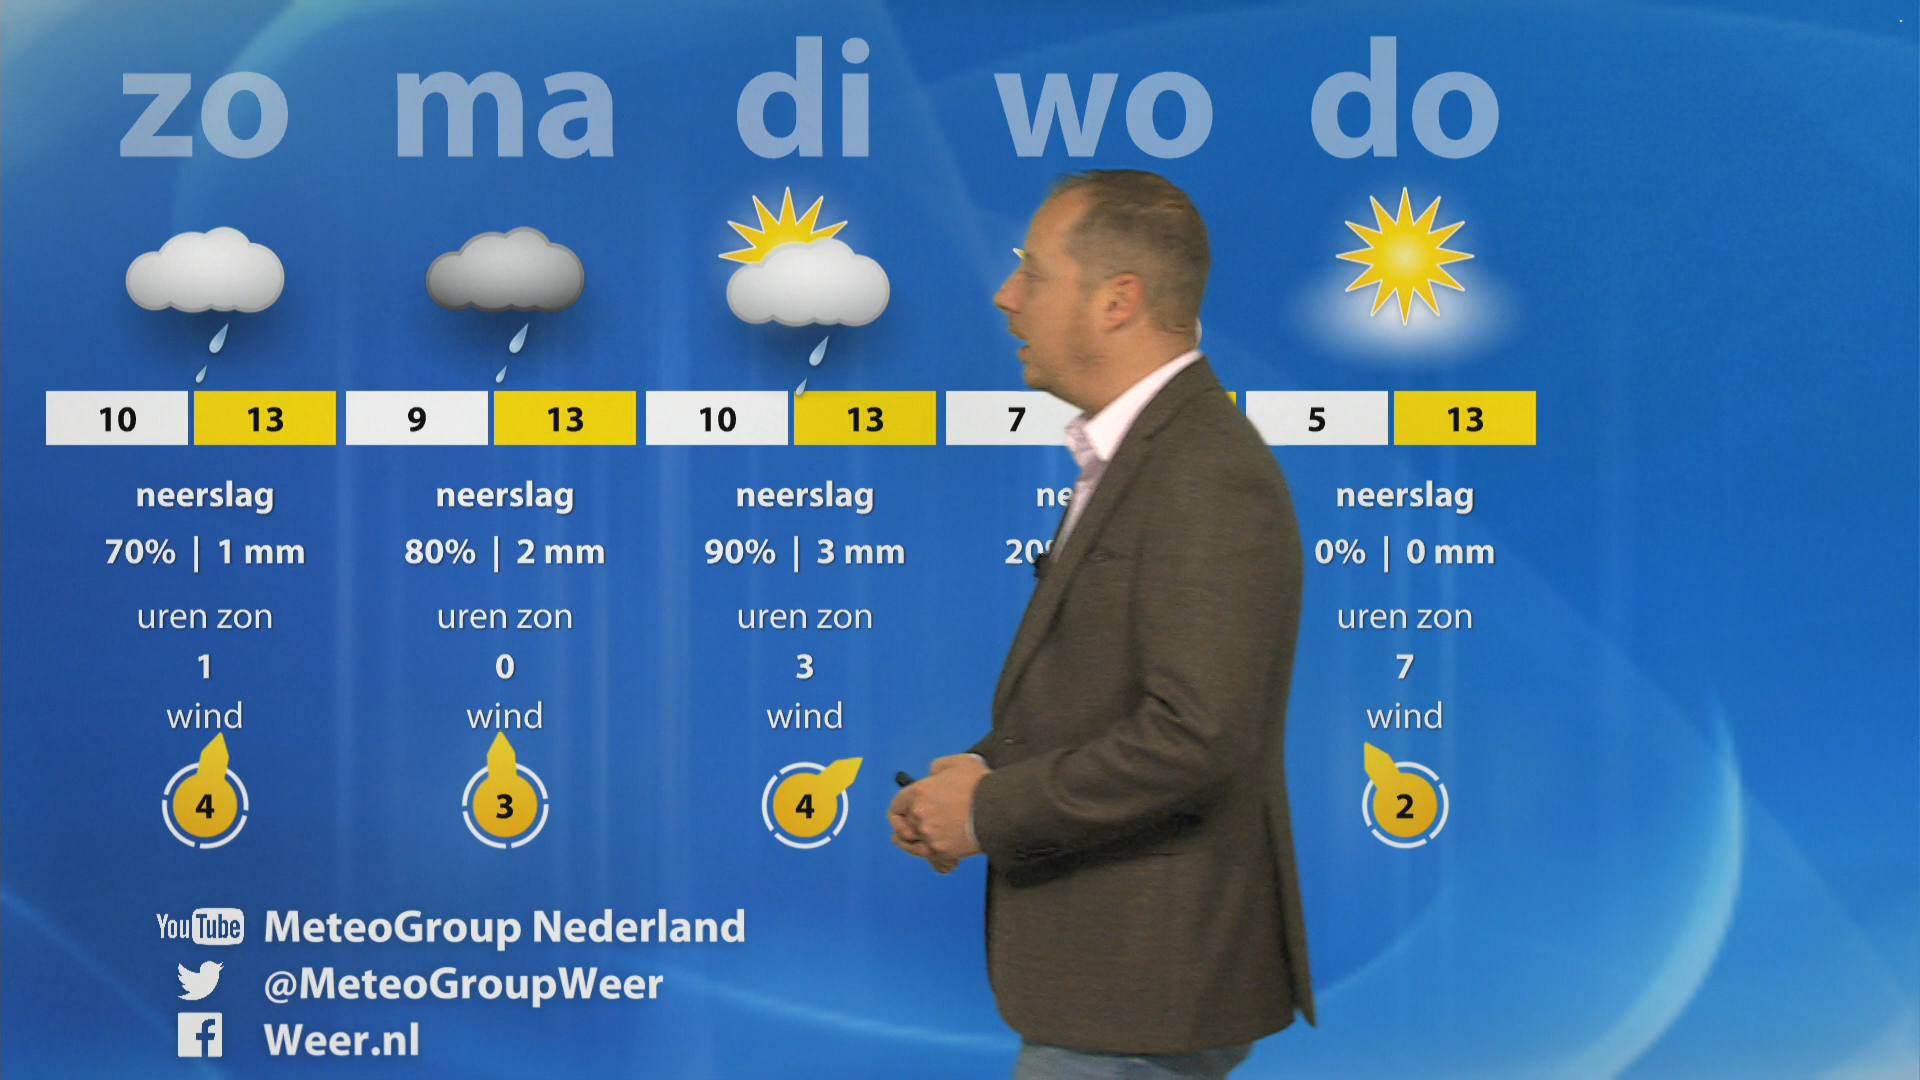 zo ma di wo do
10 13 9 13 10 13 7 5 13
neerslag neerslag neerslag neerslag
70% | 1 mm 80% | 2 mm 90% | 3 mm 0% | 0 mm
uren zon uren zon uren zon uren zon
1 0 3 7
wind wind wind wind
4 3 4 2
YouTube MeteoGroup Nederland
@MeteoGroupWeer
Weer.nl